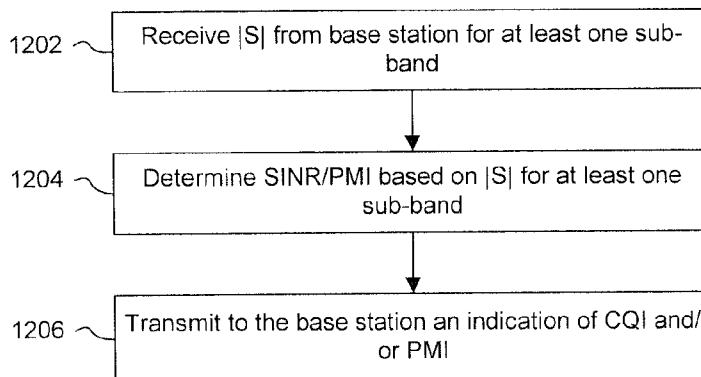 1202
Receive |S| from base station for at least one sub-
band
1204
Determine SINR/PMI based on |S| for at least one
sub-band
1206
Transmit to the base station an indication of CQI and/
or PMI